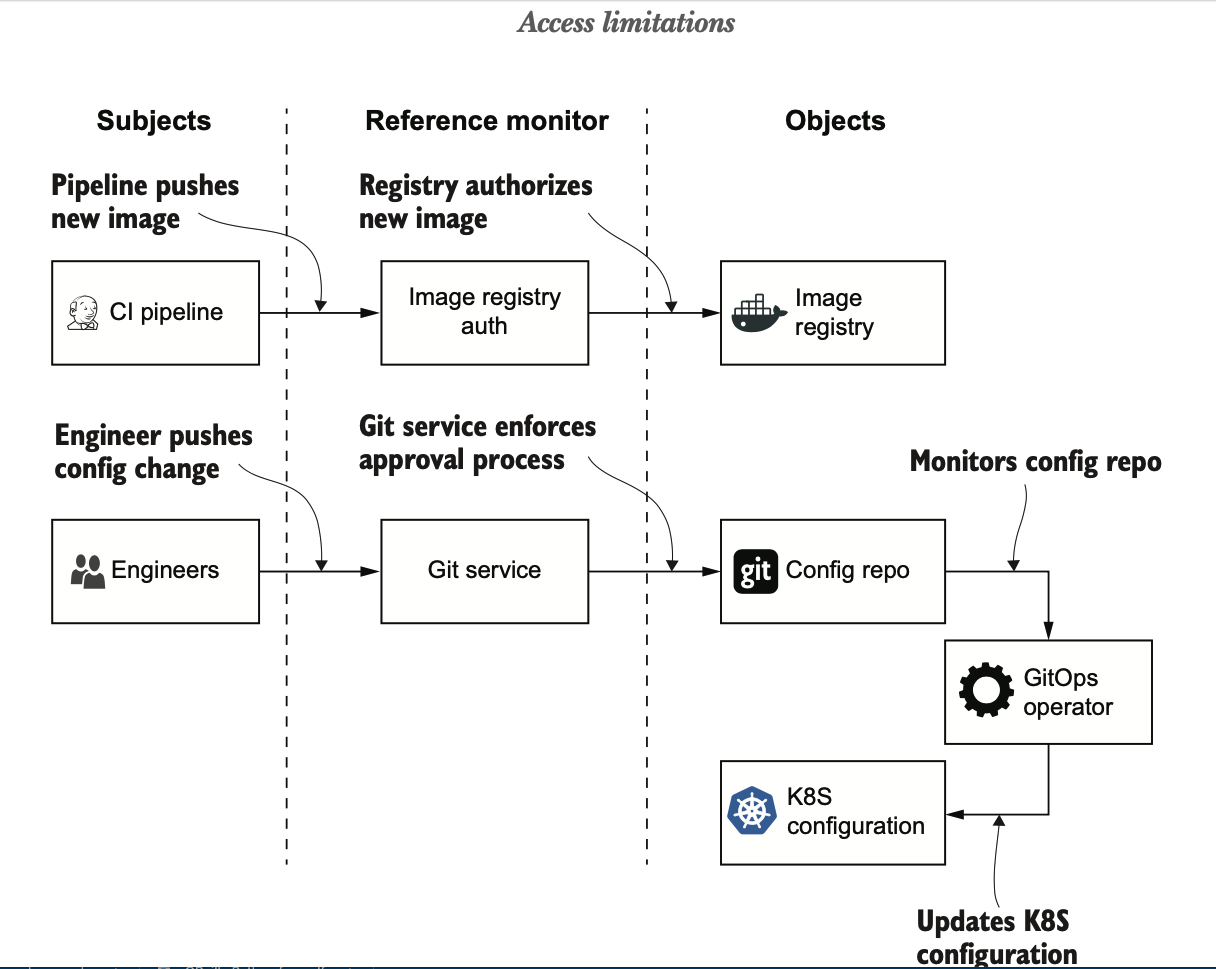 Access limitations
Subjects
Reference monitor
Objects
Pipeline pushes
new image
Registry authorizes
new image
CI pipeline
Image registry
auth
Image
registry
Engineer pushes
config change
Git service enforces
approval process
Monitors config repo
Engineers
Git service
git
Config repo
GitOps
operator
K8S
configuration
Updates K8S
configuration